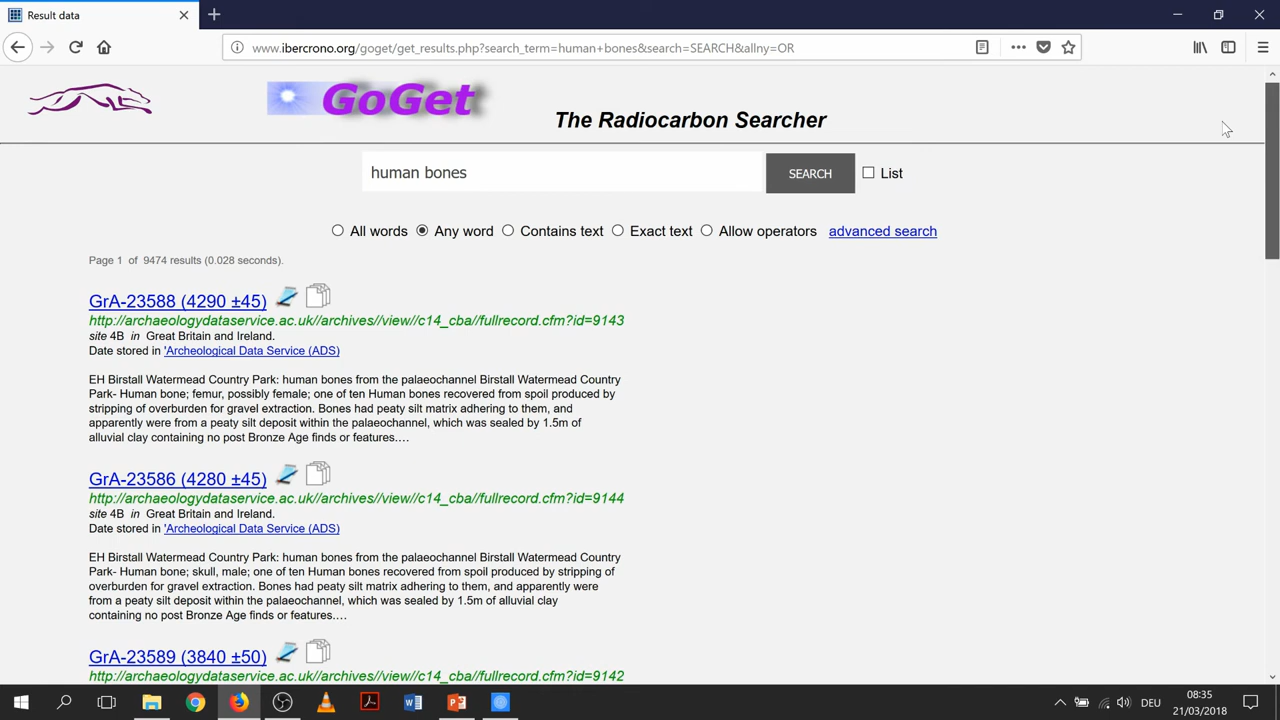 Result data
www.ibercrono.org/goget/get_results.php?search_term=human+bones&search=SEARCH&allny=OR
GoGet
The Radiocarbon Searcher
human bones
SEARCH
List
All words
Any word
Contains text
Exact text
Allow operators
advanced search
Page 1 of 9474 results (0.028 seconds).
GrA-23588 (4290 ±45)
http://archaeologydataservice.ac.uk//archives//view//c14_cba//fullrecord.cfm?id=9143
site 4B in Great Britain and Ireland.
Date stored in 'Archeological Data Service (ADS)
EH Birstall Watermead Country Park: human bones from the palaeochannel Birstall Watermead Country
Park- Human bone; femur, possibly female; one of ten Human bones recovered from spoil produced by
stripping of overburden for gravel extraction. Bones had peaty silt matrix adhering to them, and
apparently were from a peaty silt deposit within the palaeochannel, which was sealed by 1.5m of
alluvial clay containing no post Bronze Age finds or features....
GrA-23586 (4280 ±45)
http://archaeologydataservice.ac.uk//archives//view//c14_cba//fullrecord.cfm?id=9144
site 4B in Great Britain and Ireland.
Date stored in 'Archeological Data Service (ADS)
EH Birstall Watermead Country Park: human bones from the palaeochannel Birstall Watermead Country
Park- Human bone; skull, male; one of ten Human bones recovered from spoil produced by stripping of
overburden for gravel extraction. Bones had peaty silt matrix adhering to them, and apparently were
from a peaty silt deposit within the palaeochannel, which was sealed by 1.5m of alluvial clay
containing no post Bronze Age finds or features....
GrA-23589 (3840 ±50)
http://archaeologydataservice.ac.uk//archives//view//c14_cba//fullrecord.cfm?id=9142
DEU
08:35
21/03/2018